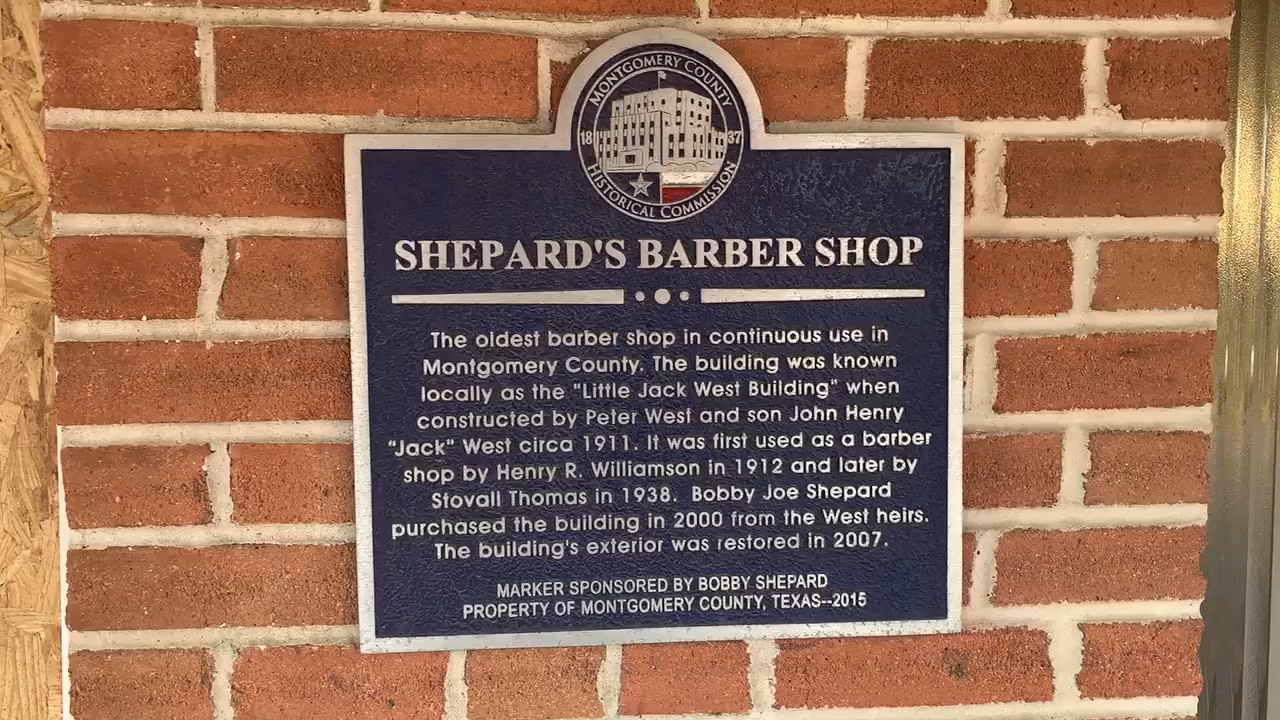 MONTGOMERY COUNTY
18 37
HISTORICAL COMMISSION
SHEPARD'S BARBER SHOP
The oldest barber shop in continuous use in
Montgomery County. The building was known
locally as the "Little Jack West Building" when
constructed by Peter West and son John Henry
"Jack" West circa 1911. It was first used as a barber
shop by Henry R. Williamson in 1912 and later by
Stovall Thomas in 1938. Bobby Joe Shepard
purchased the building in 2000 from the West heirs.
The building's exterior was restored in 2007.
MARKER SPONSORED BY BOBBY SHEPARD
PROPERTY OF MONTGOMERY COUNTY, TEXAS--2015